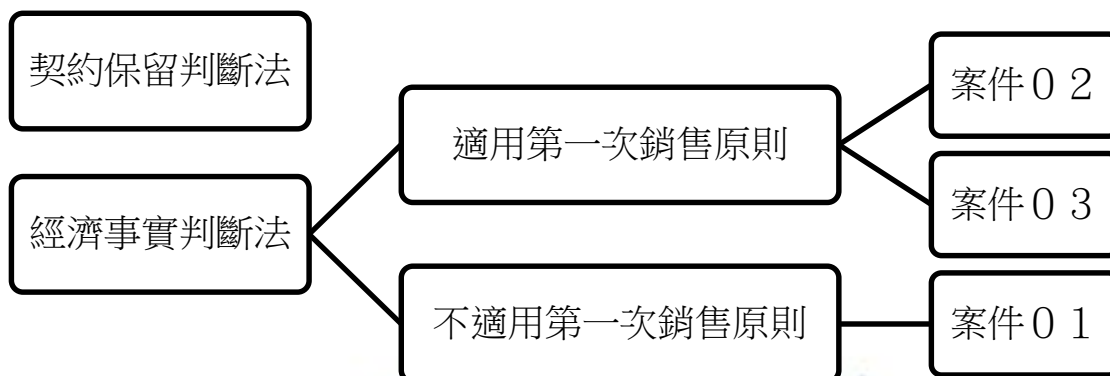 契約保留判斷法
經濟事實判斷法
適用第一次銷售原則
不適用第一次銷售原則
案件０２
案件０３
案件０１